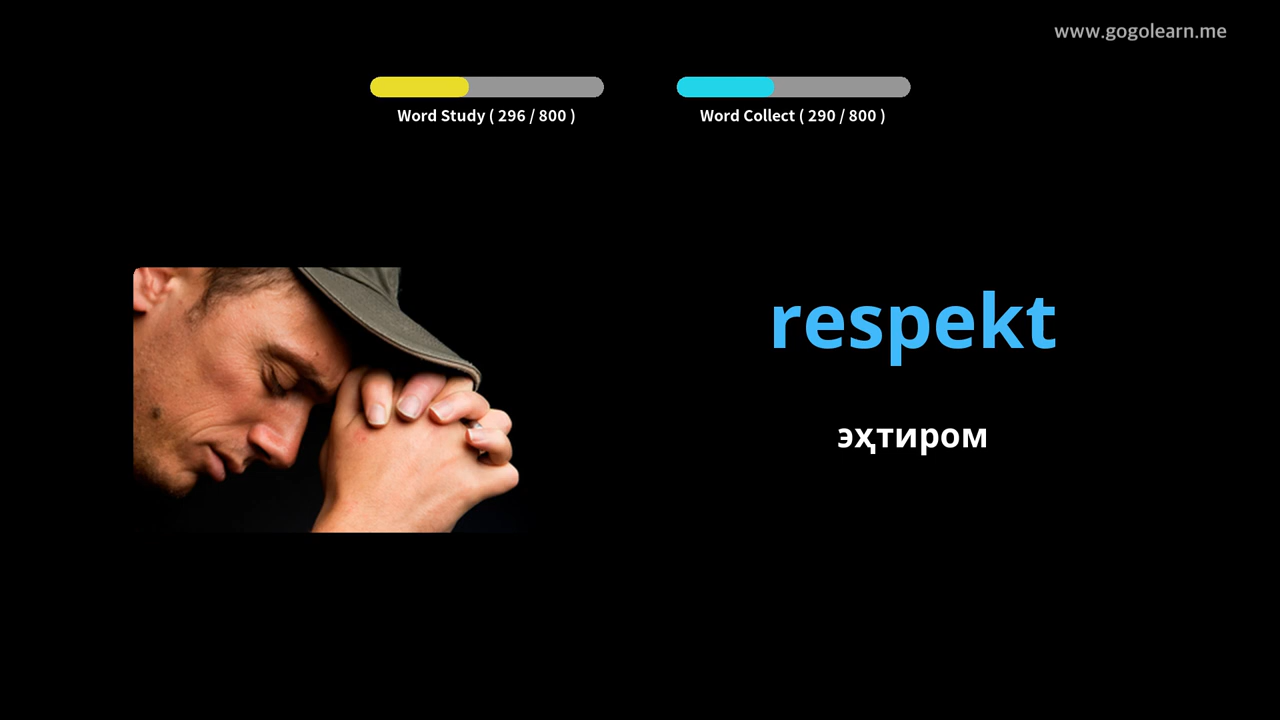 www.gogolearn.me
Word Study ( 296 / 800 )
Word Collect ( 290 / 800 )
respekt
эҳтиром